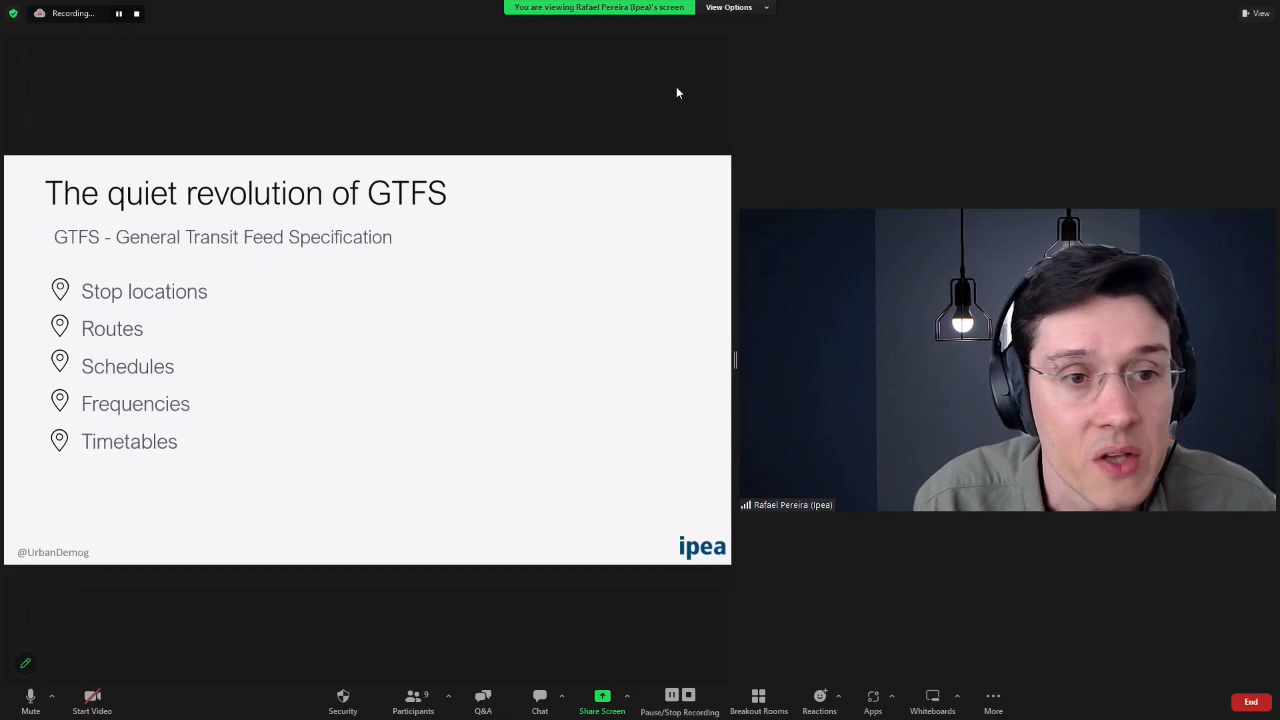 Recording...
You are viewing Rafael Pereira (Ipea)'s screen
View Options
View
The quiet revolution of GTFS
GTFS - General Transit Feed Specification
Stop locations
Routes
Schedules
Frequencies
Timetables
@UrbanDemog
ipea
Rafael Pereira (Ipea)
Mute
Start Video
Security
Participants
9
Q&A
Chat
Share Screen
Pause/Stop Recording
Breakout Rooms
Reactions
Apps
Whiteboards
More
End